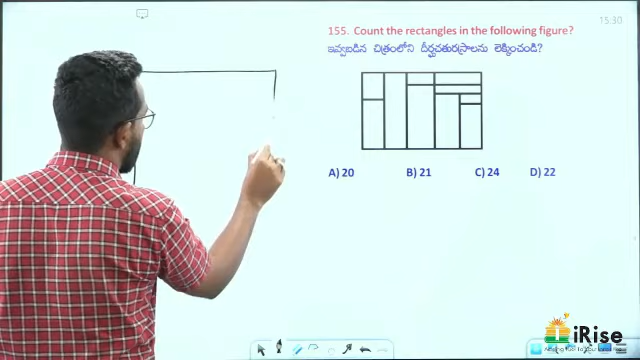 15:30
155. Count the rectangles in the following figure?
ఇవ్వబడిన చిత్రంలోని దీర్ఘచతురస్రాలను లెక్కించండి?
A) 20 B) 21 C) 24 D) 22
iRise